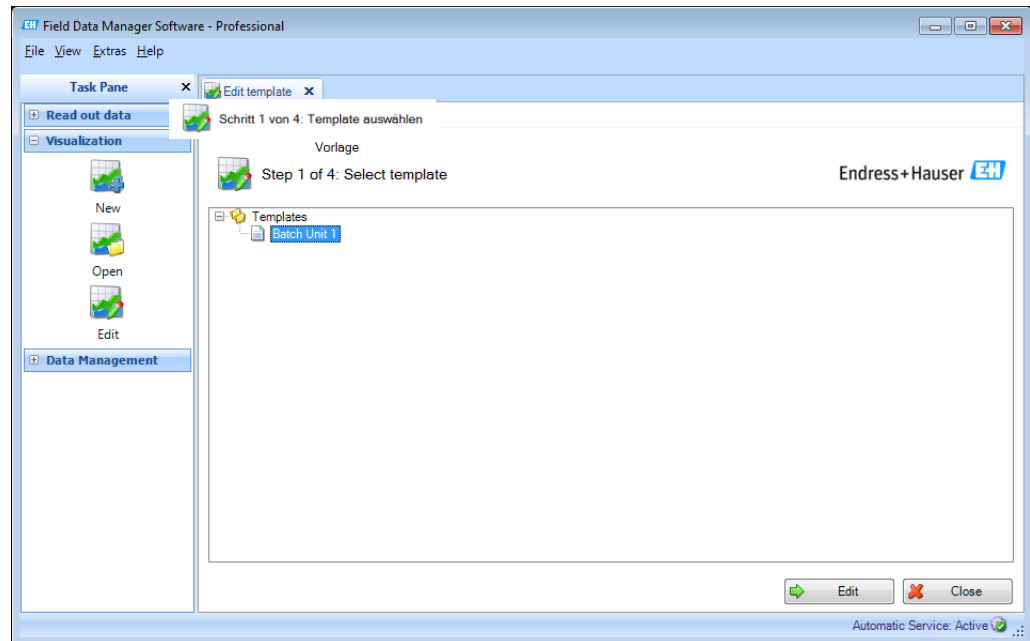 Field Data Manager Software - Professional
File View Extras Help
Task Pane
Edit template
Read out data
Schritt 1 von 4: Template auswählen
Visualization
Vorlage
Step 1 of 4: Select template
Endress+Hauser EH
New
Templates
Batch Unit 1
Open
Edit
Data Management
Edit Close
Automatic Service: Active